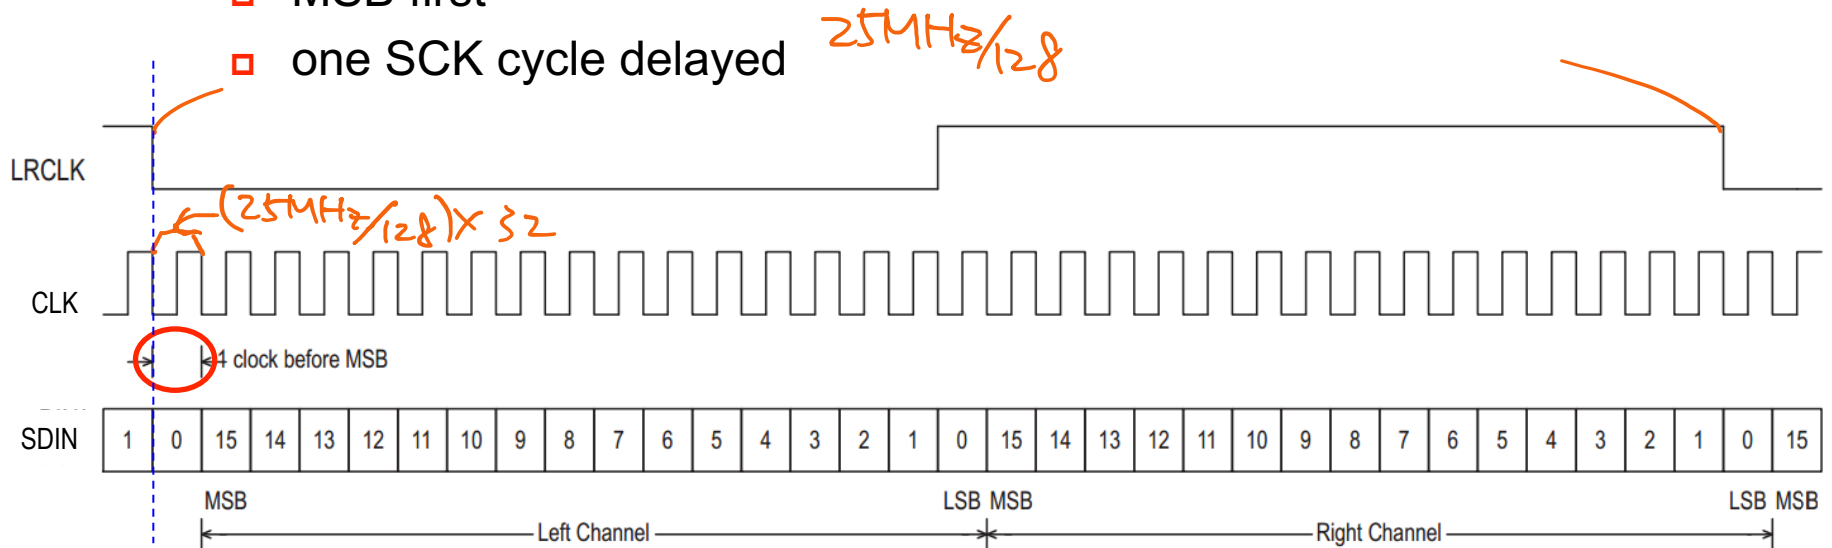 MSB first
one SCK cycle delayed
25MHz/128
LRCLK
(25MHz/128)X 32
CLK
1 clock before MSB
SDIN 1 0 15 14 13 12 11 10 9 8 7 6 5 4 3 2 1 0 15 14 13 12 11 10 9 8 7 6 5 4 3 2 1 0 15
MSB LSB MSB LSB MSB
Left Channel Right Channel